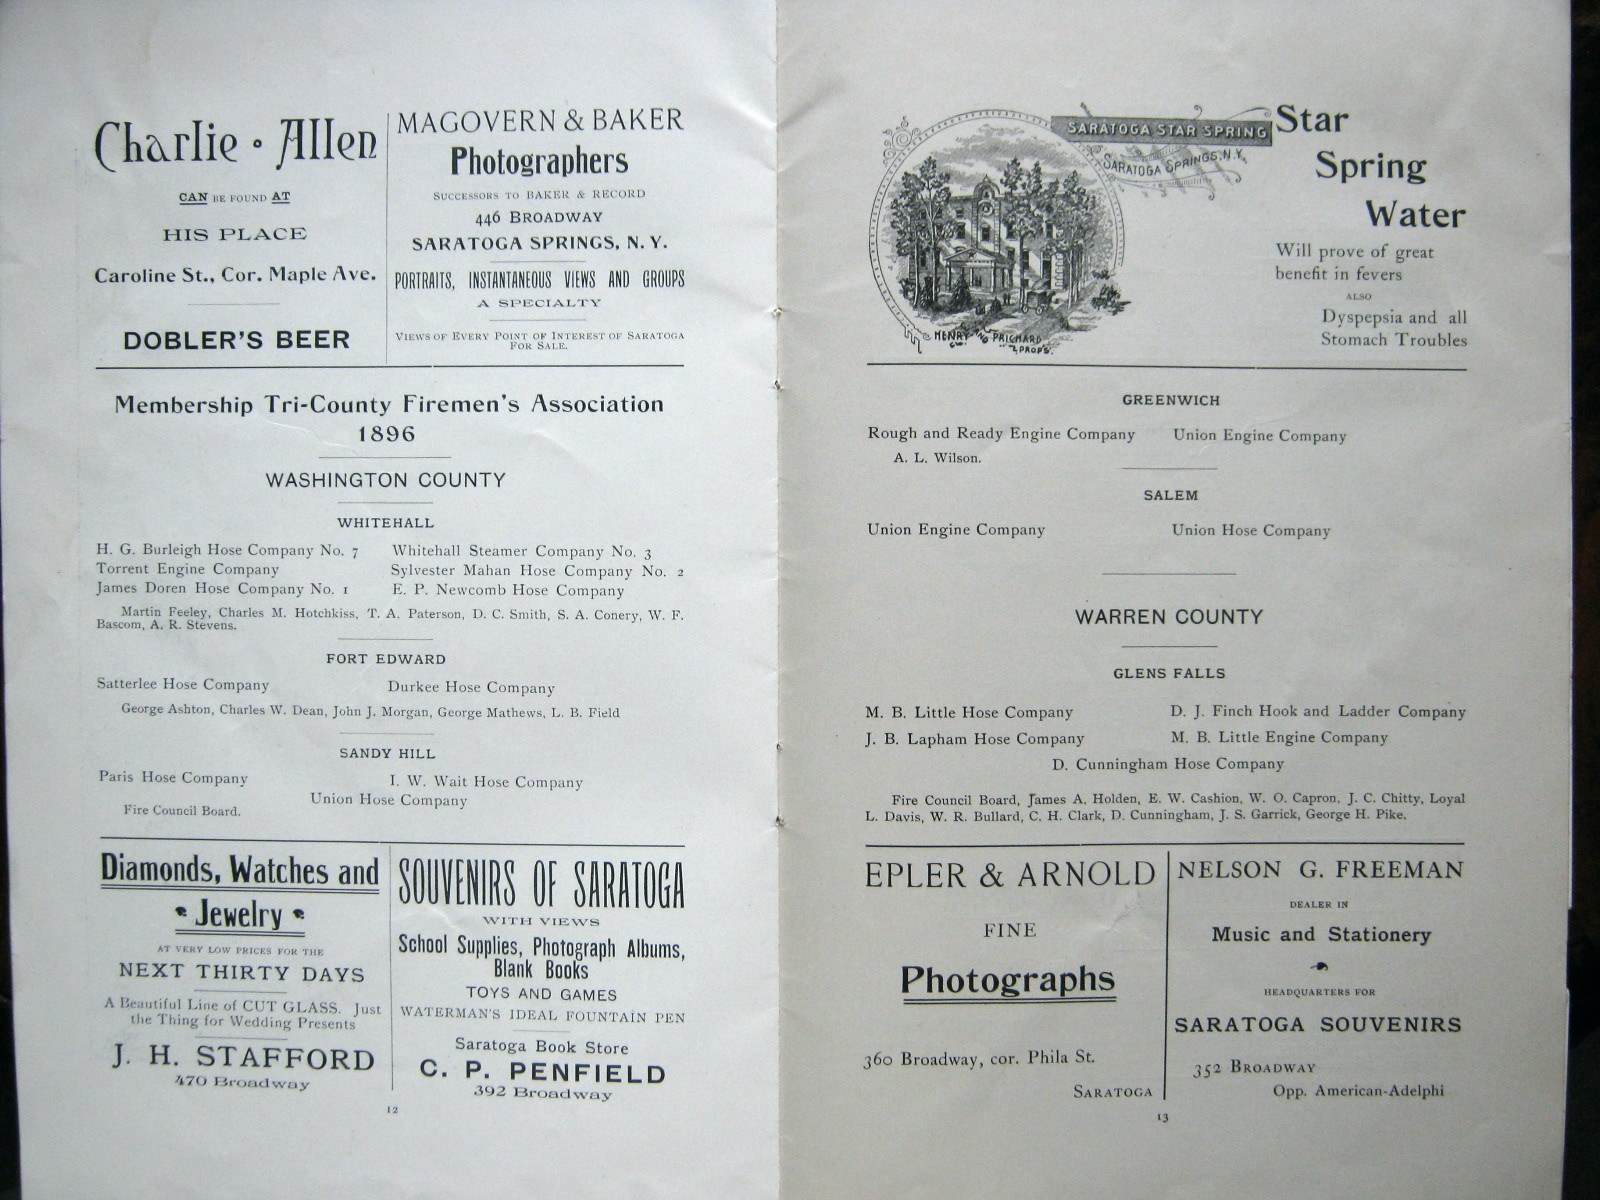 Charlie • Allen
CAN BE FOUND AT
HIS PLACE
Caroline St., Cor. Maple Ave.
DOBLER'S BEER
MAGOVERN & BAKER
Photographers
SUCCESSORS TO BAKER & RECORD
446 BROADWAY
SARATOGA SPRINGS, N. Y.
PORTRAITS, INSTANTANEOUS VIEWS AND GROUPS
A SPECIALTY
VIEWS OF EVERY POINT OF INTEREST OF SARATOGA
FOR SALE.
Membership Tri-County Firemen's Association
1896
WASHINGTON COUNTY
WHITEHALL
H. G. Burleigh Hose Company No. 7 Whitehall Steamer Company No. 3
Torrent Engine Company Sylvester Mahan Hose Company No. 2
James Doren Hose Company No. 1 E. P. Newcomb Hose Company
Martin Feeley, Charles M. Hotchkiss, T. A. Paterson, D. C. Smith, S. A. Conery, W. F.
Bascom, A. R. Stevens.
FORT EDWARD
Satterlee Hose Company Durkee Hose Company
George Ashton, Charles W. Dean, John J. Morgan, George Mathews, L. B. Field
SANDY HILL
Paris Hose Company I. W. Wait Hose Company
Union Hose Company
Fire Council Board.
Diamonds, Watches and
Jewelry
AT VERY LOW PRICES FOR THE
NEXT THIRTY DAYS
A Beautiful Line of CUT GLASS. Just
the Thing for Wedding Presents
J. H. STAFFORD
470 Broadway
SOUVENIRS OF SARATOGA
WITH VIEWS
School Supplies, Photograph Albums,
Blank Books
TOYS AND GAMES
WATERMAN'S IDEAL FOUNTAIN PEN
Saratoga Book Store
C. P. PENFIELD
392 Broadway
12
SARATOGA STAR SPRING
SARATOGA SPRINGS, N.Y.
HENRY PRICHARD
PROPS.
Star
Spring
Water
Will prove of great
benefit in fevers
ALSO
Dyspepsia and all
Stomach Troubles
GREENWICH
Rough and Ready Engine Company Union Engine Company
A. L. Wilson.
SALEM
Union Engine Company Union Hose Company
WARREN COUNTY
GLENS FALLS
M. B. Little Hose Company D. J. Finch Hook and Ladder Company
J. B. Lapham Hose Company M. B. Little Engine Company
D. Cunningham Hose Company
Fire Council Board, James A. Holden, E. W. Cashion, W. O. Capron, J. C. Chitty, Loyal
L. Davis, W. R. Bullard, C. H. Clark, D. Cunningham, J. S. Garrick, George H. Pike.
EPLER & ARNOLD
FINE
Photographs
360 Broadway, cor. Phila St.
SARATOGA
NELSON G. FREEMAN
DEALER IN
Music and Stationery
HEADQUARTERS FOR
SARATOGA SOUVENIRS
352 BROADWAY
Opp. American-Adelphi
13